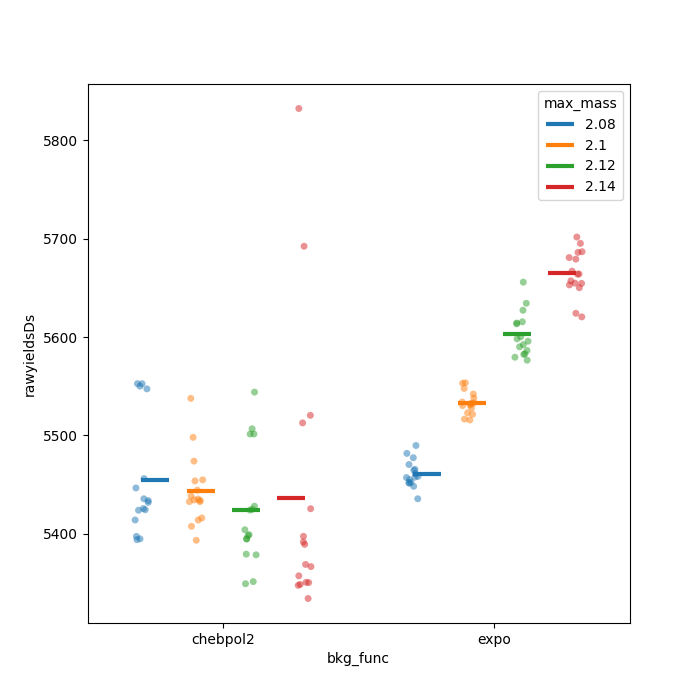 max_mass
2.08
2.1
2.12
2.14
5800
5700
5600
5500
5400
rawyieldsDs
chebpol2
expo
bkg_func